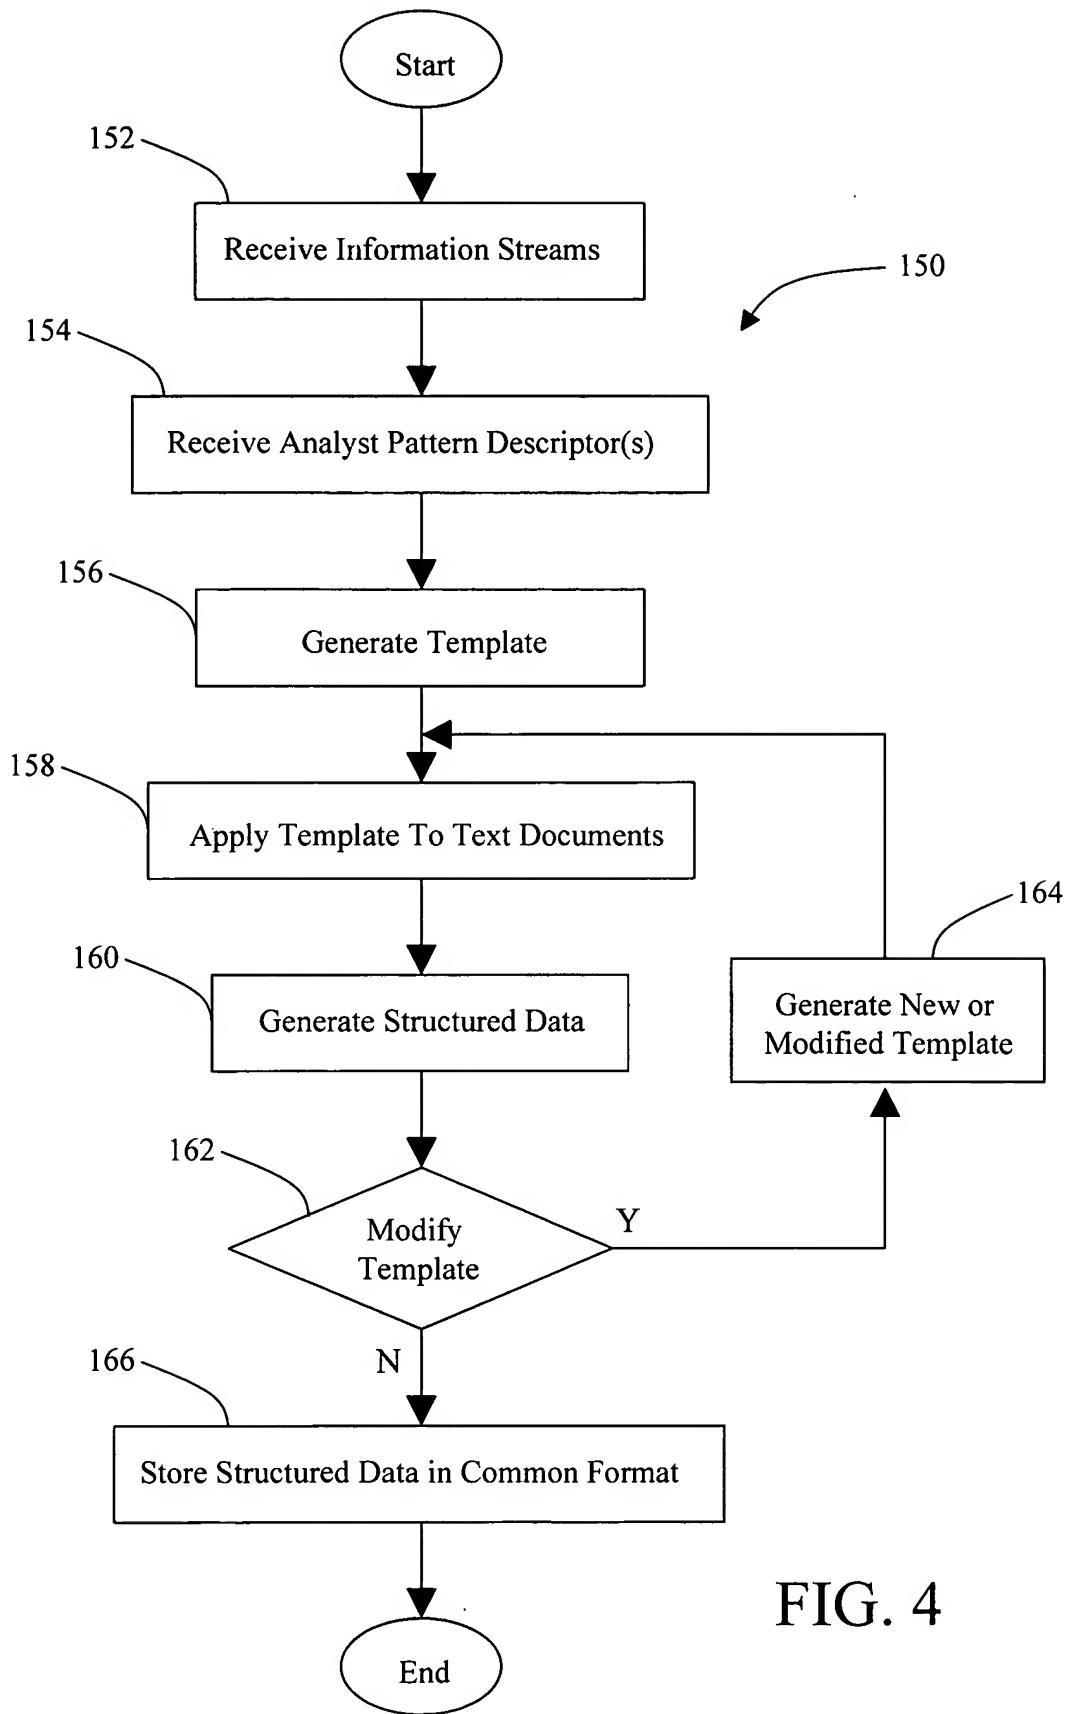 Start
152
Receive Information Streams
150
154
Receive Analyst Pattern Descriptor(s)
156
Generate Template
158
Apply Template To Text Documents
164
160
Generate Structured Data
Generate New or
Modified Template
162
Modify
Template
Y
N
166
Store Structured Data in Common Format
End
FIG. 4